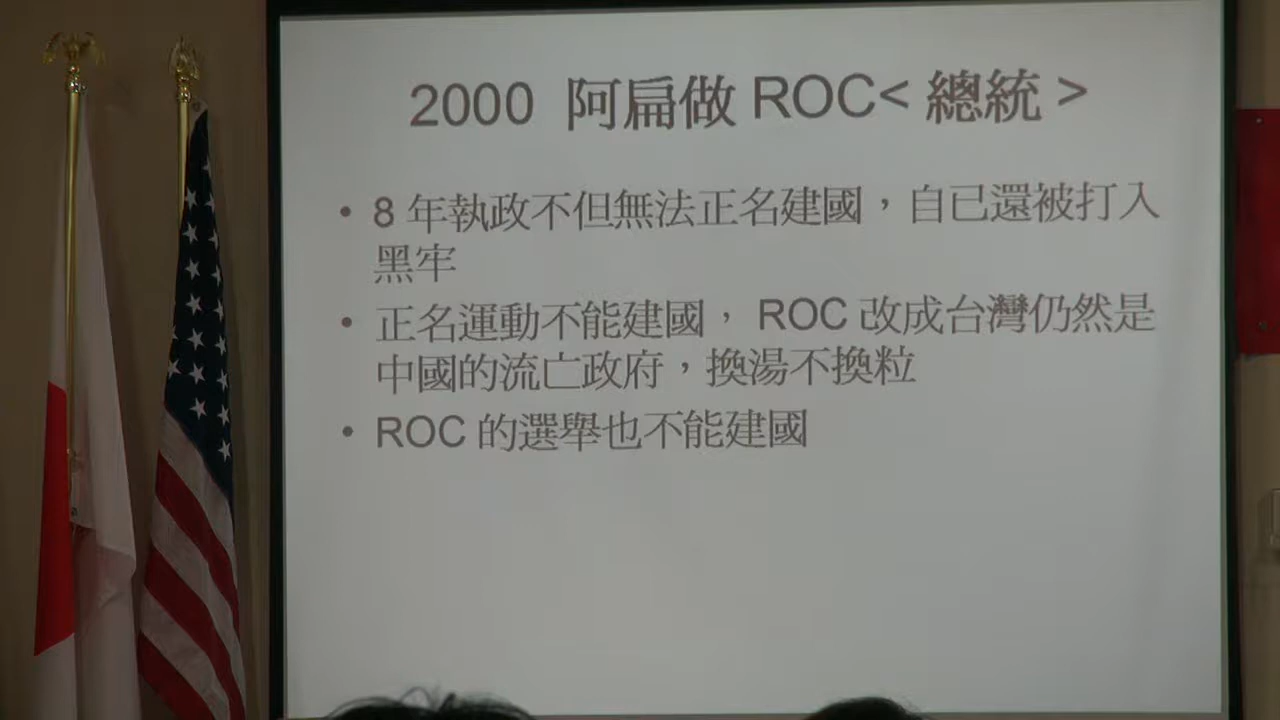 2000 阿扁做 ROC< 總統 >
• 8 年執政不但無法正名建國，自已還被打入
黑牢
• 正名運動不能建國， ROC 改成台灣仍然是
中國的流亡政府，換湯不換粒
• ROC 的選舉也不能建國